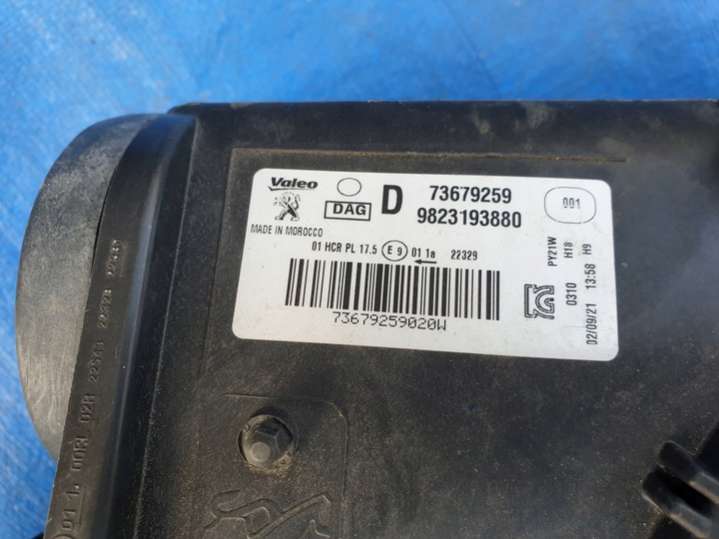 Valeo
DAG
D 73679259
9823193880
001
MADE IN MOROCCO
01 HCR PL 17.5 E 9 01 1a 22329
73679259020W
PY21W H18 H9
0310
02/09/21 13:58